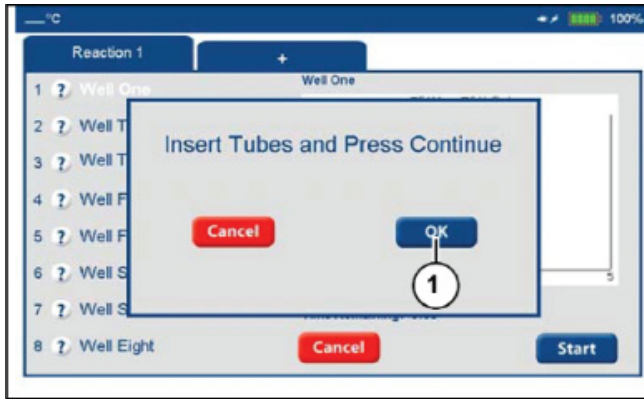 __°C 100%
Reaction 1 +
Well One
1 ? Well One
2 ? Well T
3 ? Well T
4 ? Well F
5 ? Well F
6 ? Well S
7 ? Well S
8 ? Well Eight
Insert Tubes and Press Continue
Cancel OK
1
5
Cancel Start